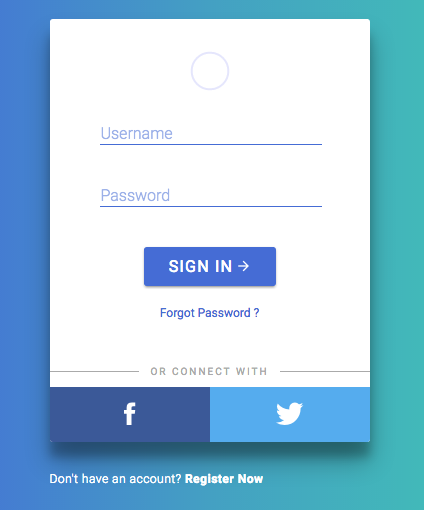 Username
Password
SIGN IN →
Forgot Password ?
OR CONNECT WITH
Don't have an account? Register Now